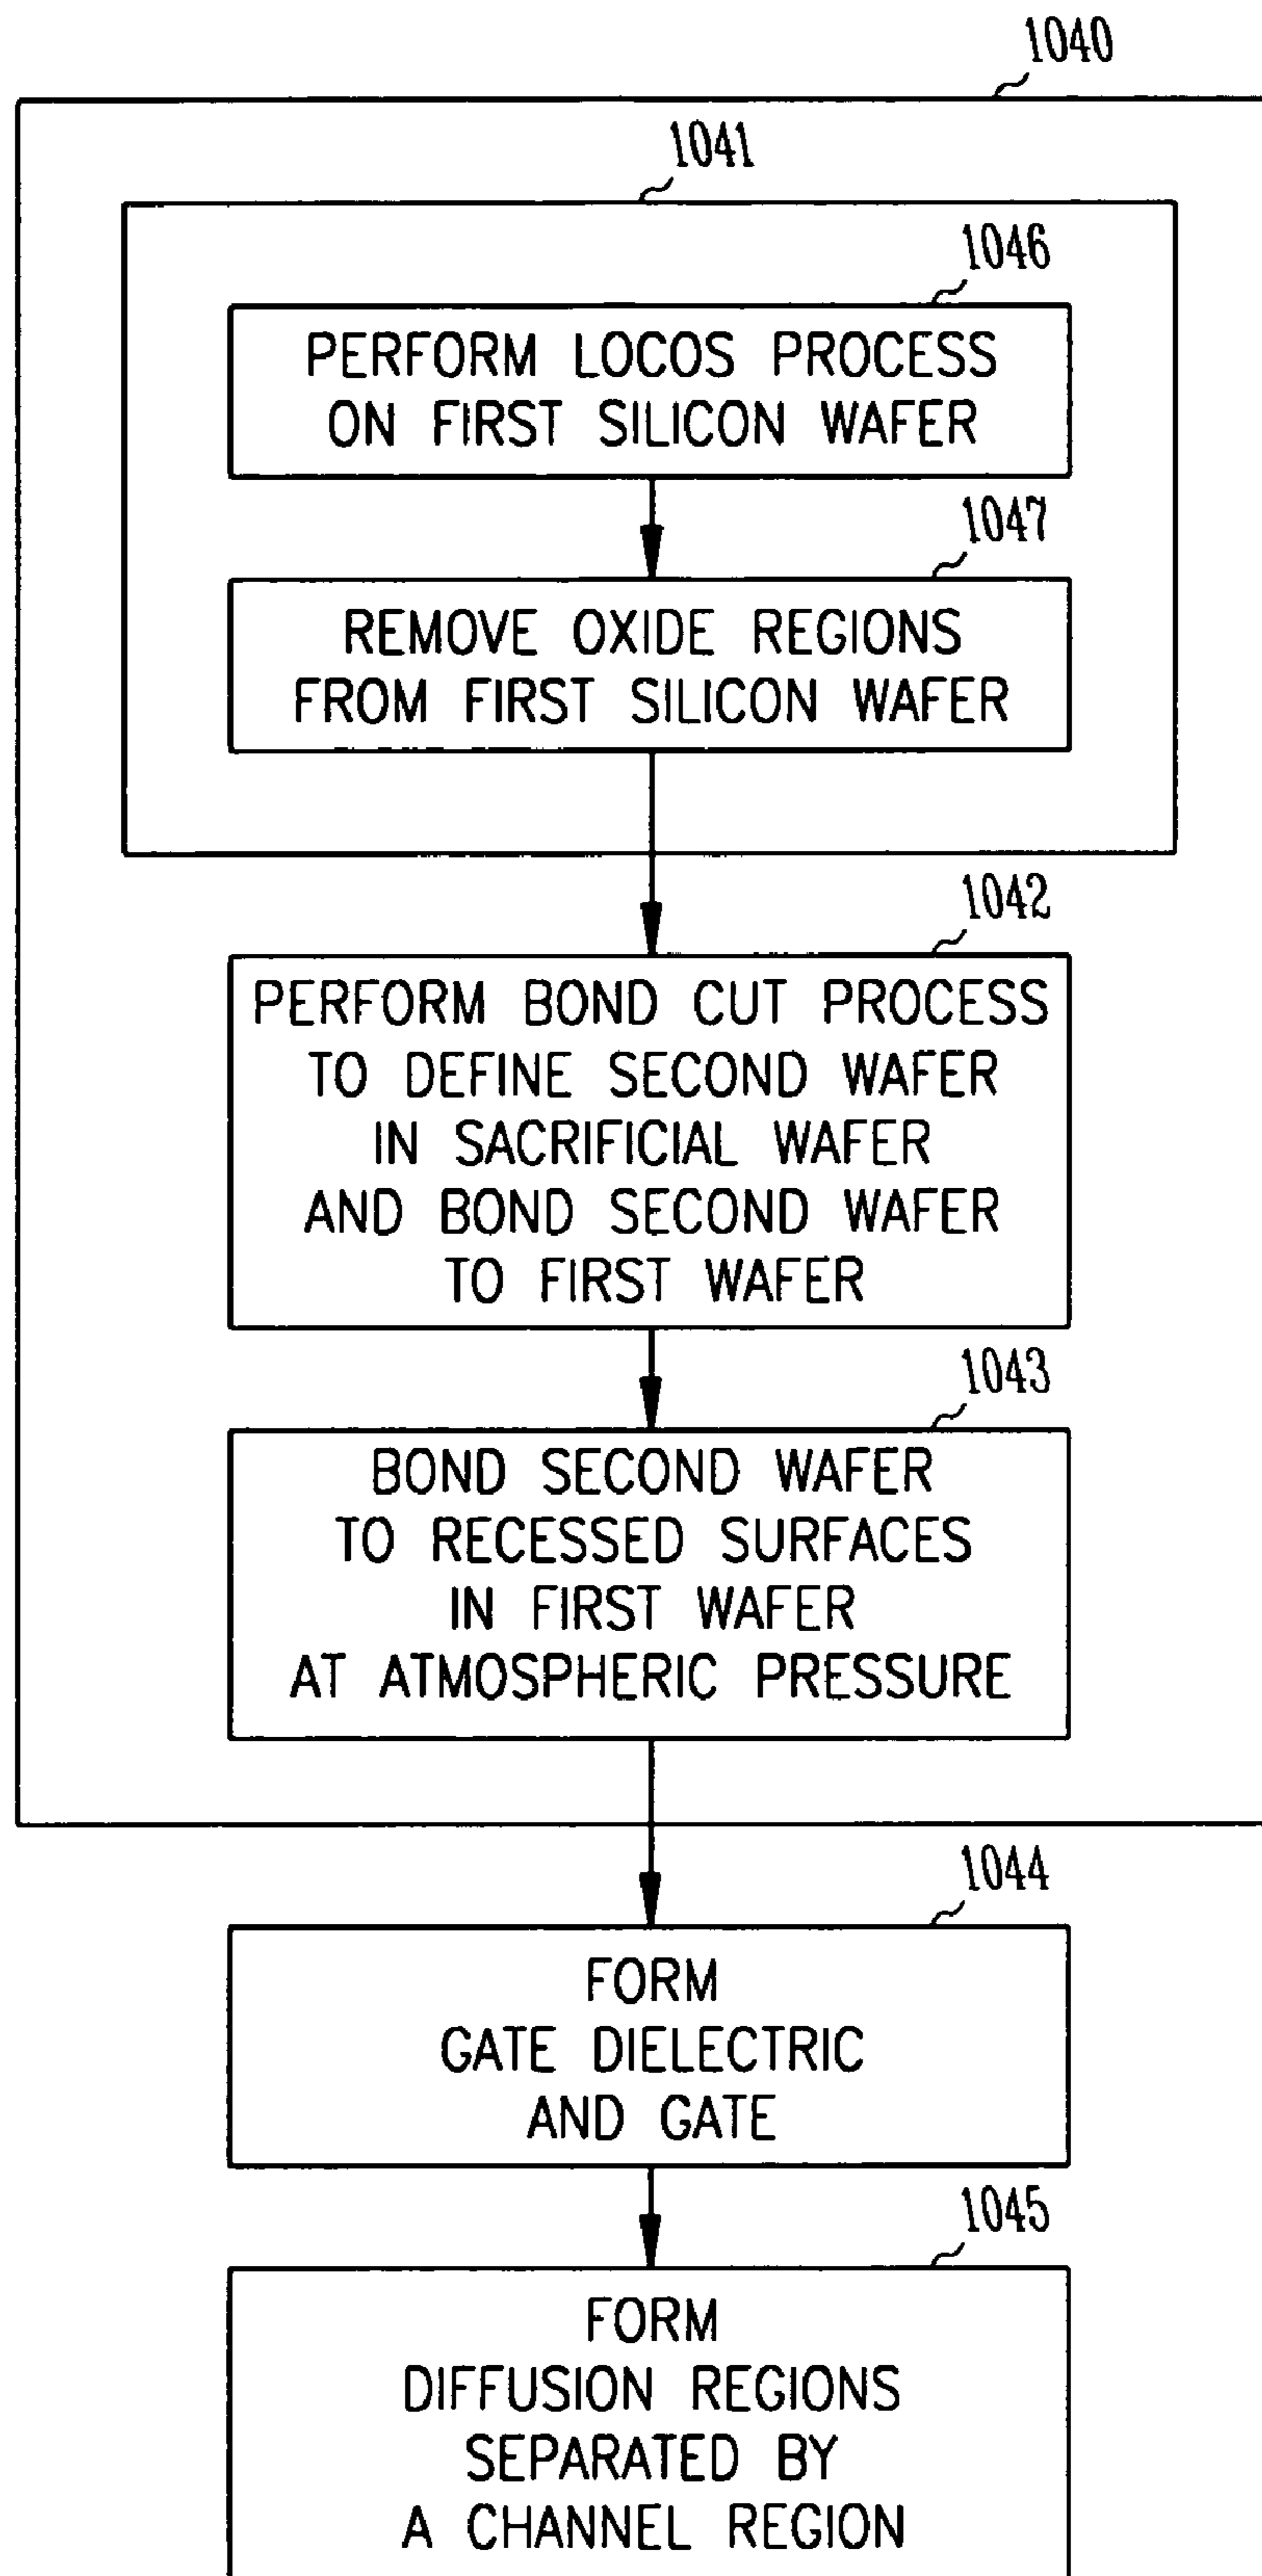 1040
1041
1046
PERFORM LOCOS PROCESS
ON FIRST SILICON WAFER
1047
REMOVE OXIDE REGIONS
FROM FIRST SILICON WAFER
1042
PERFORM BOND CUT PROCESS
TO DEFINE SECOND WAFER
IN SACRIFICIAL WAFER
AND BOND SECOND WAFER
TO FIRST WAFER
1043
BOND SECOND WAFER
TO RECESSED SURFACES
IN FIRST WAFER
AT ATMOSPHERIC PRESSURE
1044
FORM
GATE DIELECTRIC
AND GATE
1045
FORM
DIFFUSION REGIONS
SEPARATED BY
A CHANNEL REGION